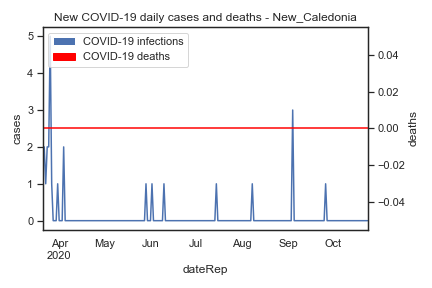 New COVID-19 daily cases and deaths - New_Caledonia
COVID-19 infections
COVID-19 deaths
cases
5
4
3
2
1
0
deaths
0.04
0.02
0.00
−0.02
−0.04
Apr
2020
May
Jun
Jul
Aug
Sep
Oct
dateRep